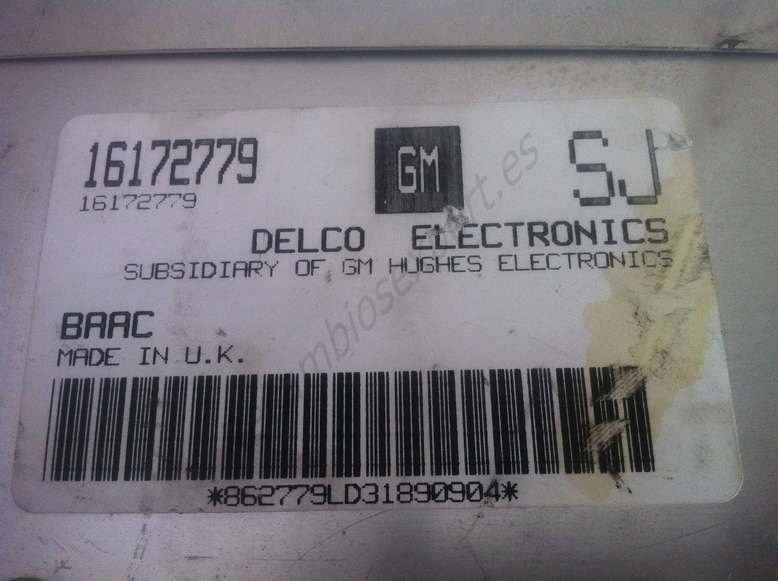 16172779
16172779
GM
SJ
DELCO ELECTRONICS
SUBSIDIARY OF GM HUGHES ELECTRONICS
BAAC
MADE IN U.K.
*862779LD31890904*